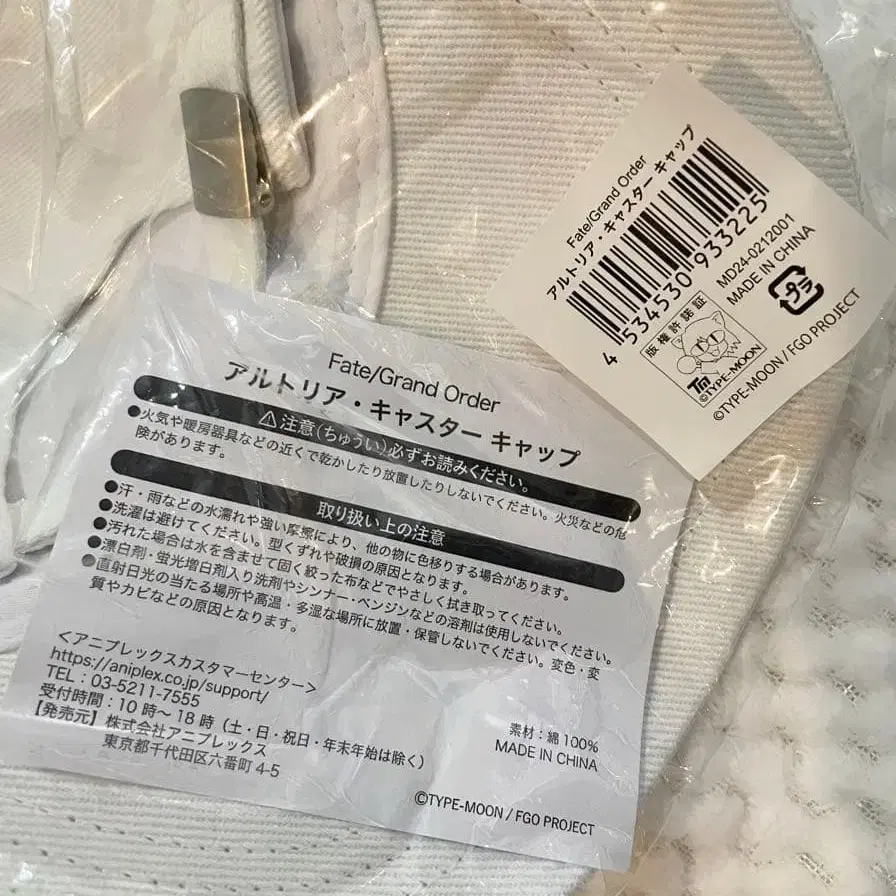 Fate/Grand Order
アルトリア・キャスター キャップ
4 534530 933225
MD24-0212001
MADE IN CHINA
プラ
版権許諾証
TM
©TYPE-MOON
©TYPE-MOON / FGO PROJECT
Fate/Grand Order
アルトリア・キャスター キャップ
⚠注意(ちゅうい)必ずお読みください。
●火気や暖房器具などの近くで乾かしたり放置したりしないでください。火災などの危
険があります。
取り扱い上の注意
●汗・雨などの水濡れや強い摩擦により、他の物に色移りする場合があります。
●洗濯は避けてください。型くずれや破損の原因となります。
●汚れた場合は水を含ませて固く絞った布などでやさしく拭き取ってください。
●漂白剤・蛍光増白剤入り洗剤やシンナー・ベンジンなどの溶剤は使用しないでください。
●直射日光の当たる場所や高温・多湿な場所に放置・保管しないでください。変色・変
質やカビなどの原因となります。
<アニプレックスカスタマーセンター>
https://aniplex.co.jp/support/
TEL:03-5211-7555
受付時間:10時~18時(土・日・祝日・年末年始は除く)
【発売元】株式会社アニプレックス
東京都千代田区六番町 4-5
素材:綿100%
MADE IN CHINA
©TYPE-MOON / FGO PROJECT